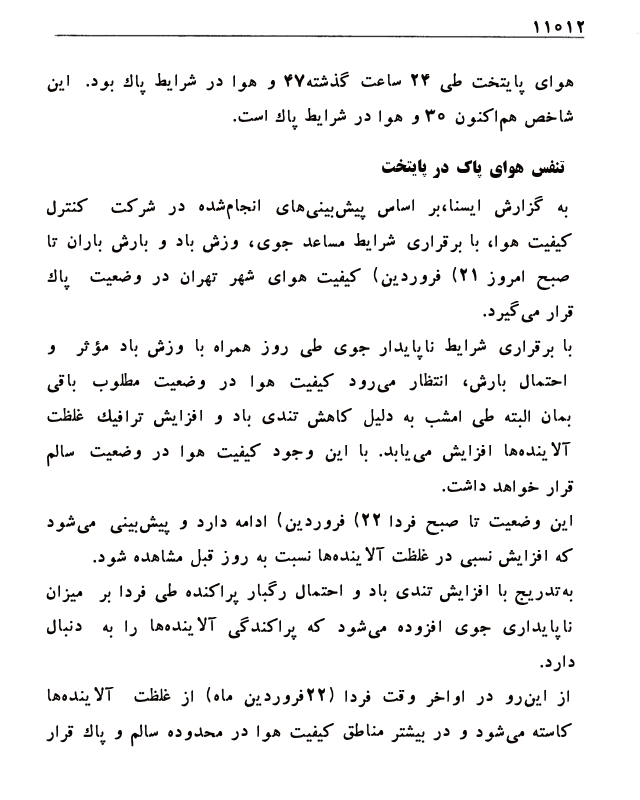 ۱۱۰۱۲
هوای پایتخت طی ۲۴ ساعت گذشته۴۷ و هوا در شرایط پاك بود. این
شاخص هم‌اکنون ۳۰ و هوا در شرایط پاك است.
تنفس هوای پاک در پایتخت
به گزارش ایسنا،بر اساس پیش‌بینی‌های انجام‌شده در شرکت کنترل
کیفیت هوا، با برقراری شرایط مساعد جوی، وزش باد و بارش باران تا
صبح امروز ۲۱) فروردین) کیفیت هوای شهر تهران در وضعیت پاك
قرار می‌گیرد.
با برقراری شرایط ناپایدار جوی طی روز همراه با وزش باد مؤثر و
احتمال بارش، انتظار می‌رود کیفیت هوا در وضعیت مطلوب باقی
بمان البته طی امشب به دلیل کاهش تندی باد و افزایش ترافیك غلظت
آلاینده‌ها افزایش می‌یابد. با این وجود کیفیت هوا در وضعیت سالم
قرار خواهد داشت.
این وضعیت تا صبح فردا ۲۲) فروردین) ادامه دارد و پیش‌بینی می‌شود
که افزایش نسبی در غلظت آلاینده‌ها نسبت به روز قبل مشاهده شود.
به‌تدریج با افزایش تندی باد و احتمال رگبار پراکنده طی فردا بر میزان
ناپایداری جوی افزوده می‌شود که پراکندگی آلاینده‌ها را به دنبال
دارد.
از این‌رو در اواخر وقت فردا (۲۲فروردین ماه) از غلظت آلاینده‌ها
کاسته می‌شود و در بیشتر مناطق کیفیت هوا در محدوده سالم و پاك قرار